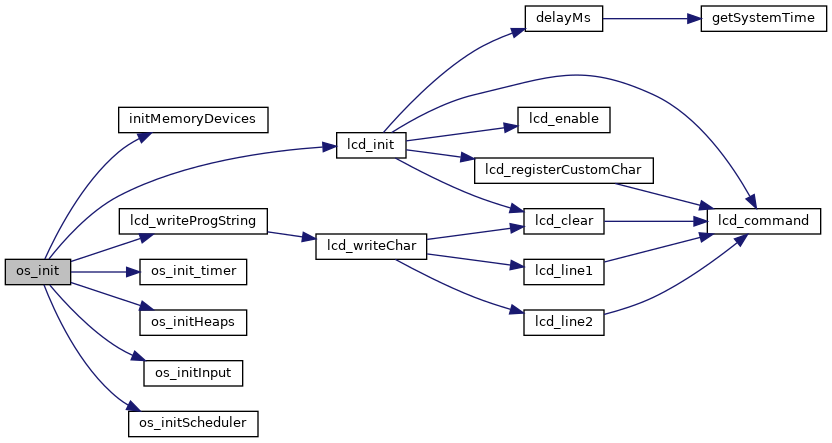 delayMs
getSystemTime
initMemoryDevices
lcd_enable
lcd_init
lcd_registerCustomChar
lcd_writeProgString
lcd_clear
lcd_command
lcd_writeChar
os_init
os_init_timer
lcd_line1
os_initHeaps
lcd_line2
os_initInput
os_initScheduler